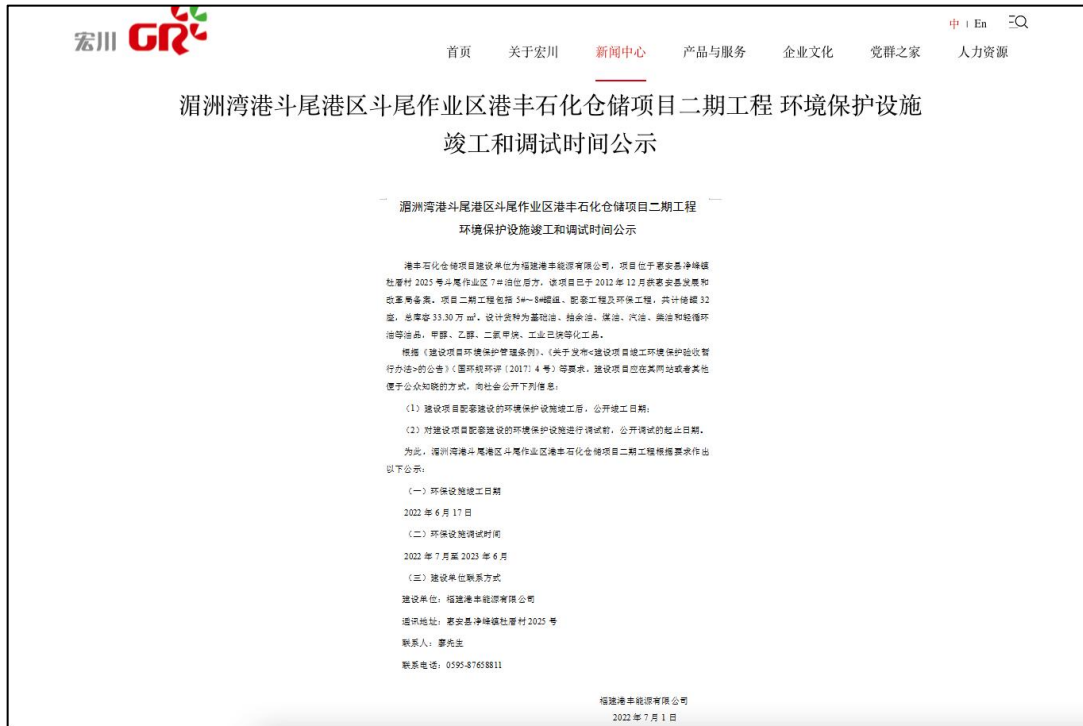 宏川 GR
中 | En
首页 关于宏川 新闻中心 产品与服务 企业文化 党群之家 人力资源
湄洲湾港斗尾港区斗尾作业区港丰石化仓储项目二期工程 环境保护设施
竣工和调试时间公示
湄洲湾港斗尾港区斗尾作业区港丰石化仓储项目二期工程
环境保护设施竣工和调试时间公示
港丰石化仓储项目建设单位为福建港丰能源有限公司，项目位于惠安县净峰镇
杜厝村 2025 号斗尾作业区 7#泊位后方，该项目已于 2012 年 12 月获惠安县发展和
改革局备案。项目二期工程包括 5#～8#罐组、配套工程及环保工程，共计储罐 32
座，总库容 33.30 万 m³。设计货种为基础油、抽余油、煤油、汽油、柴油和轻循环
油等油品，甲醇、乙醇、二氯甲烷、工业己烷等化工品。
根据《建设项目环境保护管理条例》、《关于发布<建设项目竣工环境保护验收暂
行办法>的公告》（国环规环评〔2017〕4 号）等要求，建设项目应在其网站或者其他
便于公众知晓的方式，向社会公开下列信息：
（1）建设项目配套建设的环境保护设施竣工后，公开竣工日期；
（2）对建设项目配套建设的环境保护设施进行调试前，公开调试的起止日期。
为此，湄洲湾港斗尾港区斗尾作业区港丰石化仓储项目二期工程根据要求作出
以下公示：
（一）环保设施竣工日期
2022 年 6 月 17 日
（二）环保设施调试时间
2022 年 7 月至 2023 年 6 月
（三）建设单位联系方式
建设单位：福建港丰能源有限公司
通讯地址：惠安县净峰镇杜厝村 2025 号
联系人：廖先生
联系电话：0595-87658811
福建港丰能源有限公司
2022 年 7 月 1 日